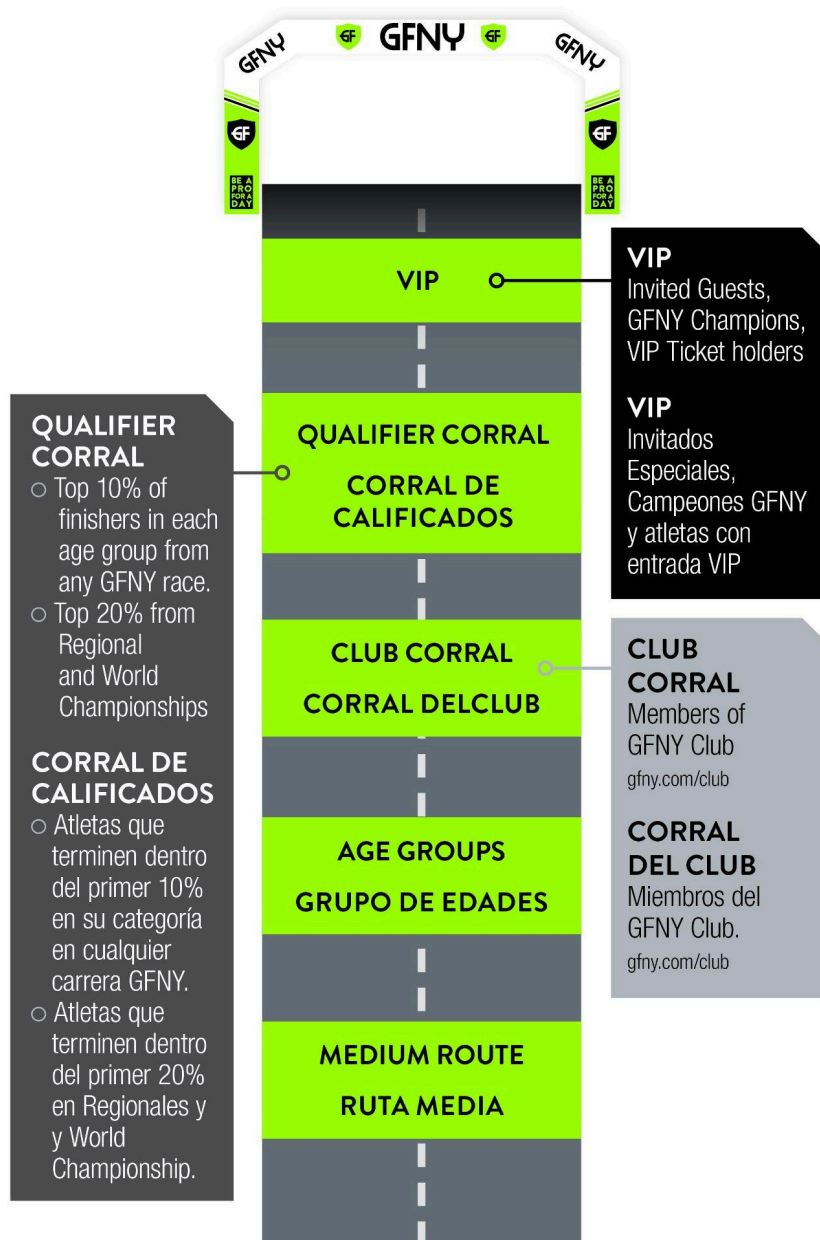 GFNY
GF
GFNY
GF
GFNY
GF
BE A
PRO
FOR A
DAY
GF
BE A
PRO
FOR A
DAY
VIP
VIP
Invited Guests,
GFNY Champions,
VIP Ticket holders
VIP
Invitados
Especiales,
Campeones GFNY
y atletas con
entrada VIP
QUALIFIER
CORRAL
Top 10% of
finishers in each
age group from
any GFNY race.
Top 20% from
Regional
and World
Championships
CORRAL DE
CALIFICADOS
Atletas que
terminen dentro
del primer 10%
en su categoría
en cualquier
carrera GFNY.
Atletas que
terminen dentro
del primer 20%
en Regionales y
y World
Championship.
QUALIFIER CORRAL
CORRAL DE
CALIFICADOS
CLUB CORRAL
CORRAL DELCLUB
CLUB
CORRAL
Members of
GFNY Club
gfny.com/club
CORRAL
DEL CLUB
Miembros del
GFNY Club.
gfny.com/club
AGE GROUPS
GRUPO DE EDADES
MEDIUM ROUTE
RUTA MEDIA